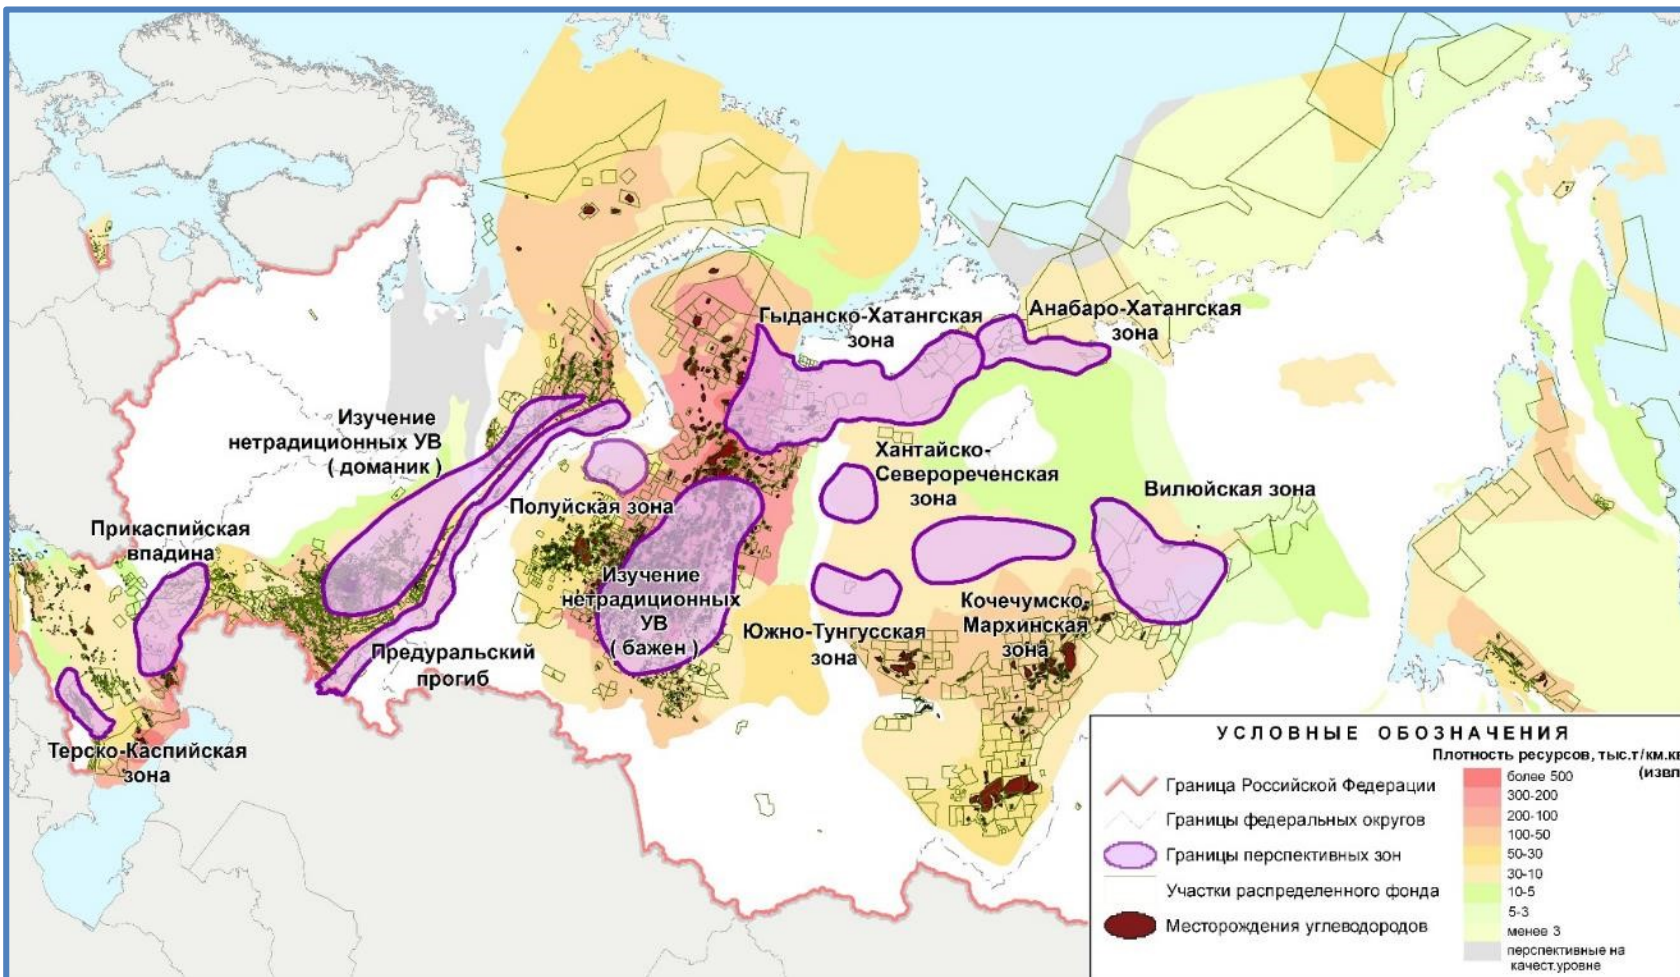 Гыданско-Хатангская
зона
Анабаро-Хатангская
зона
Изучение
нетрадиционных УВ
( доманик )
Хантайско-
Северореченская
зона
Полуйская зона
Вилюйская зона
Прикаспийская
впадина
Изучение
нетрадиционных
УВ
( бажен )
Кочечумско-
Мархинская
зона
Южно-Тунгусская
зона
Предуральский
прогиб
Терско-Каспийская
зона
УСЛОВНЫЕ ОБОЗНАЧЕНИЯ
Плотность ресурсов, тыс.т/км.кв
(извл
Граница Российской Федерации
Границы федеральных округов
Границы перспективных зон
Участки распределенного фонда
Месторождения углеводородов
более 500
300-200
200-100
100-50
50-30
30-10
10-5
5-3
менее 3
перспективные на
качест.уровне